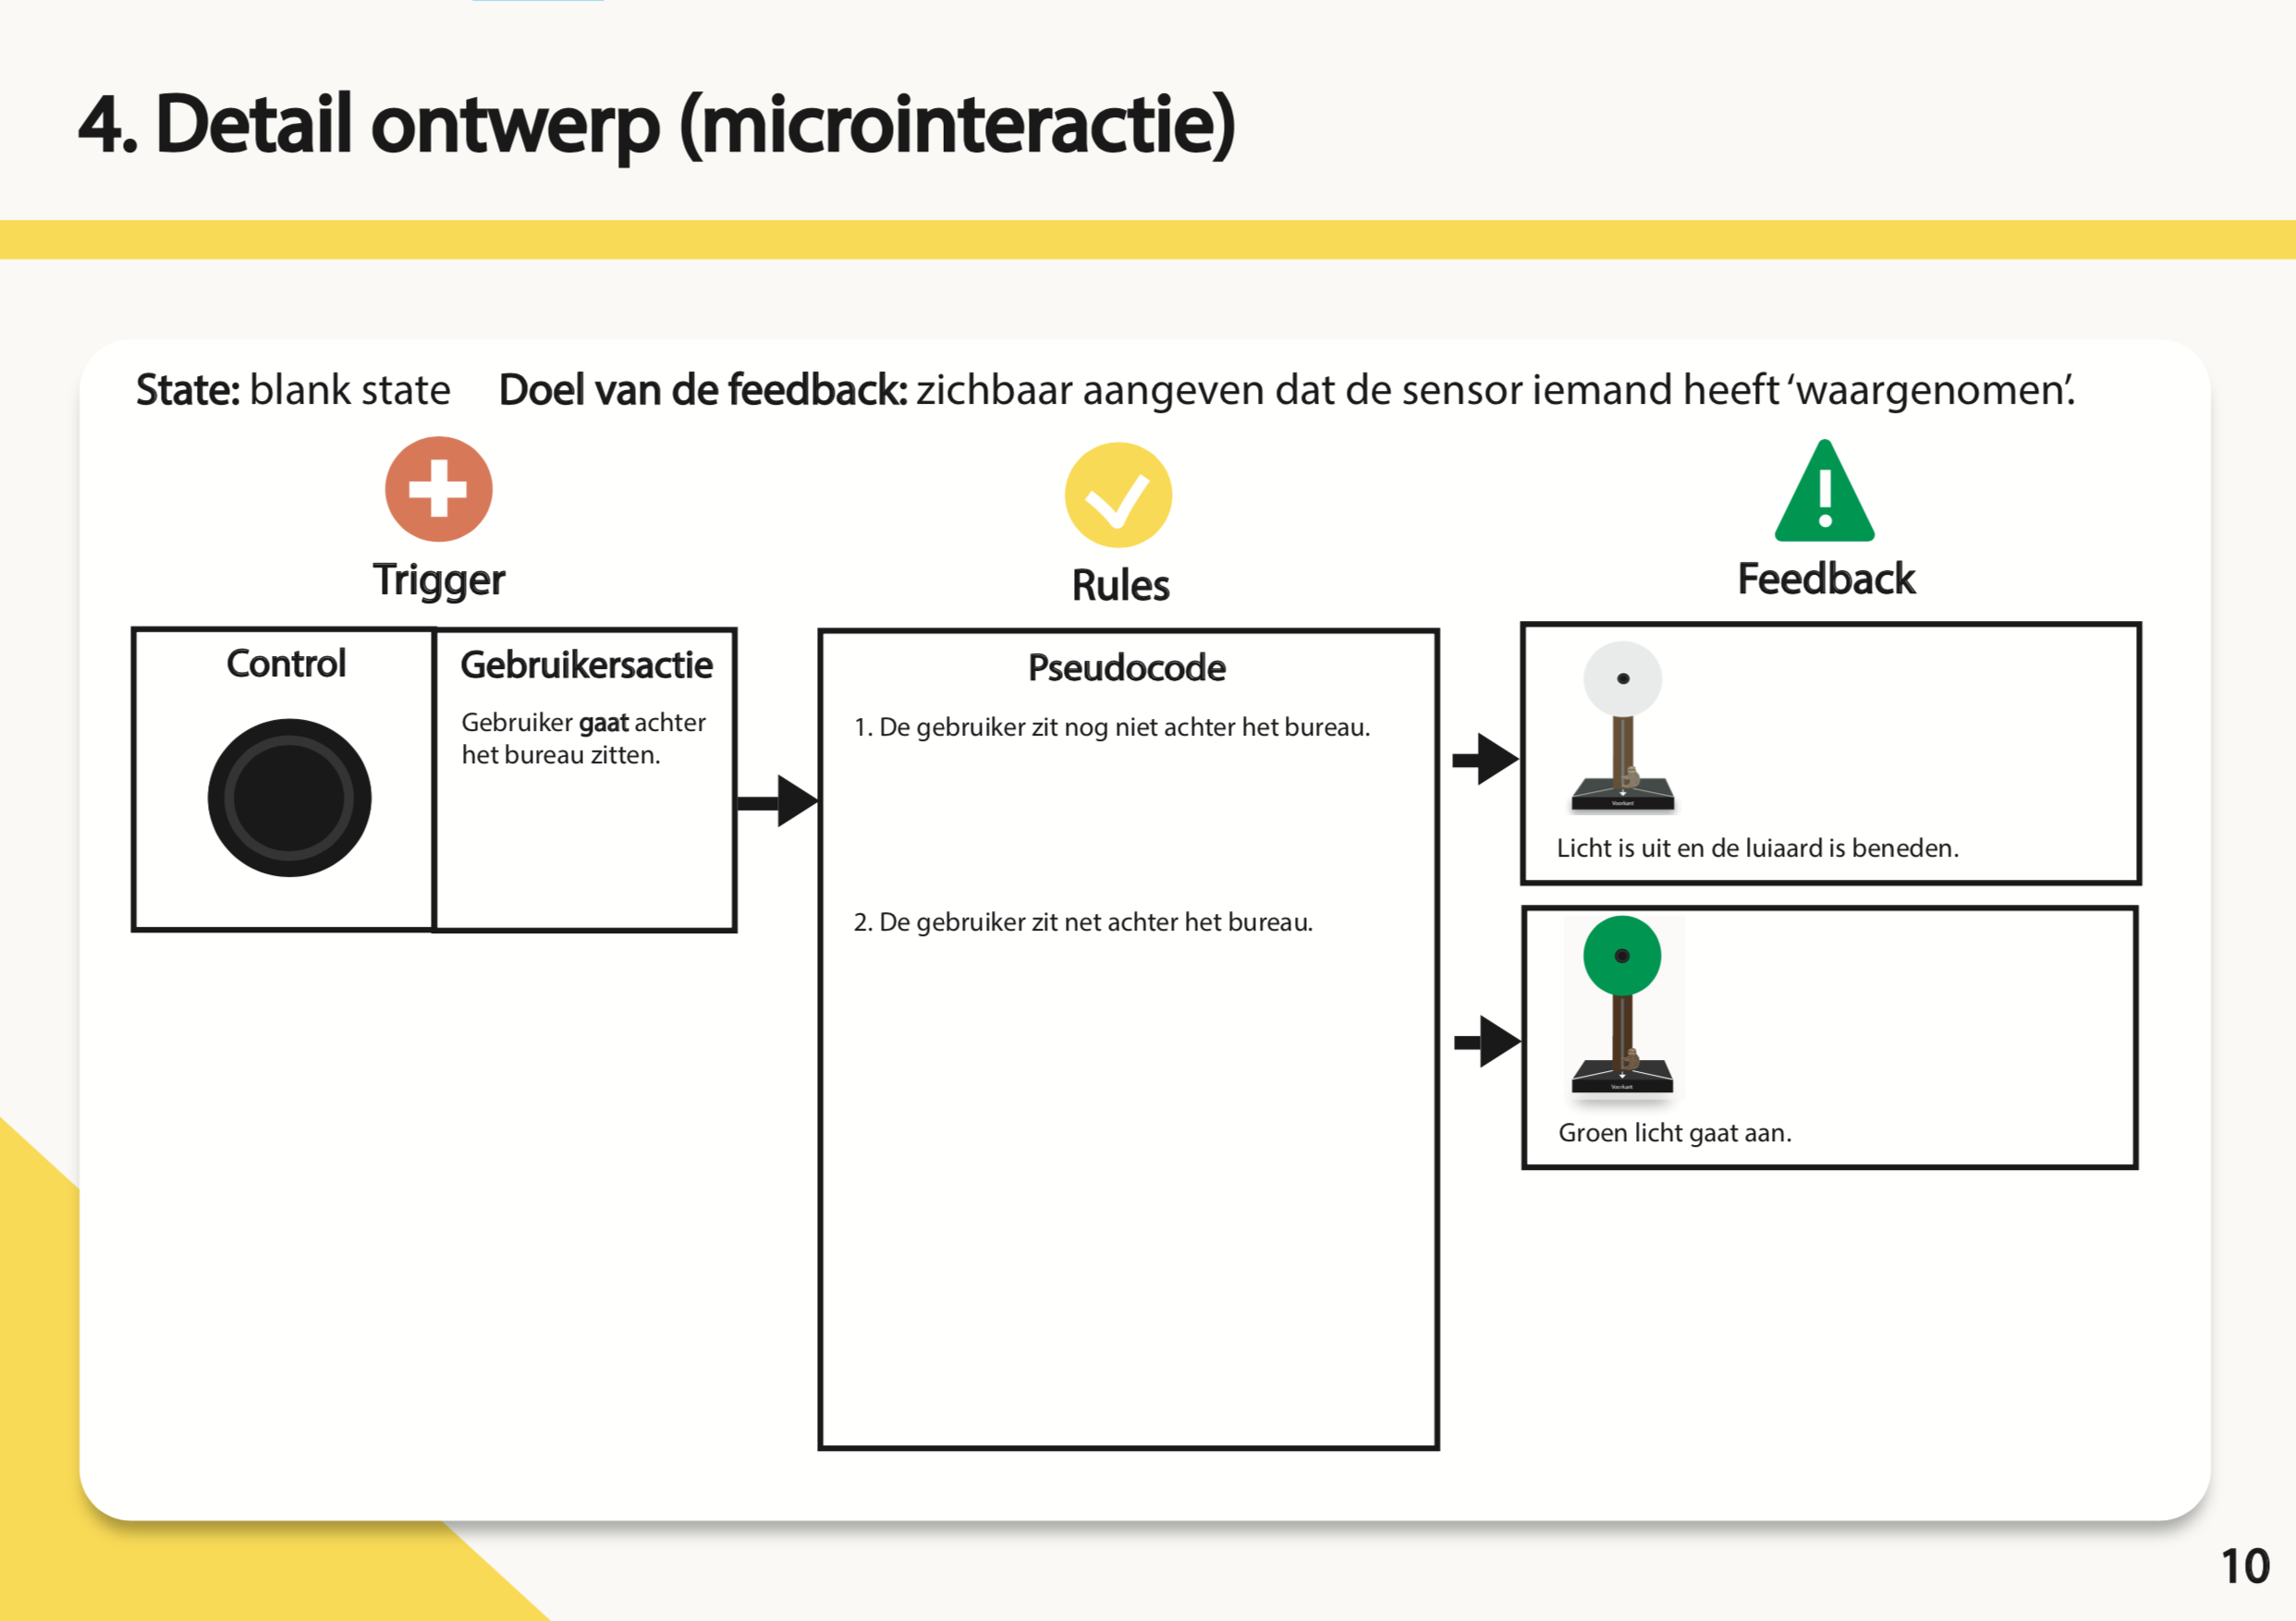 4. Detail ontwerp (microinteractie)
State: blank state Doel van de feedback: zichbaar aangeven dat de sensor iemand heeft ‘waargenomen’.
Trigger
Rules
Feedback
Control
Gebruikersactie
Gebruiker gaat achter
het bureau zitten.
Pseudocode
1. De gebruiker zit nog niet achter het bureau.
2. De gebruiker zit net achter het bureau.
Voorkant
Licht is uit en de luiaard is beneden.
Voorkant
Groen licht gaat aan.
10